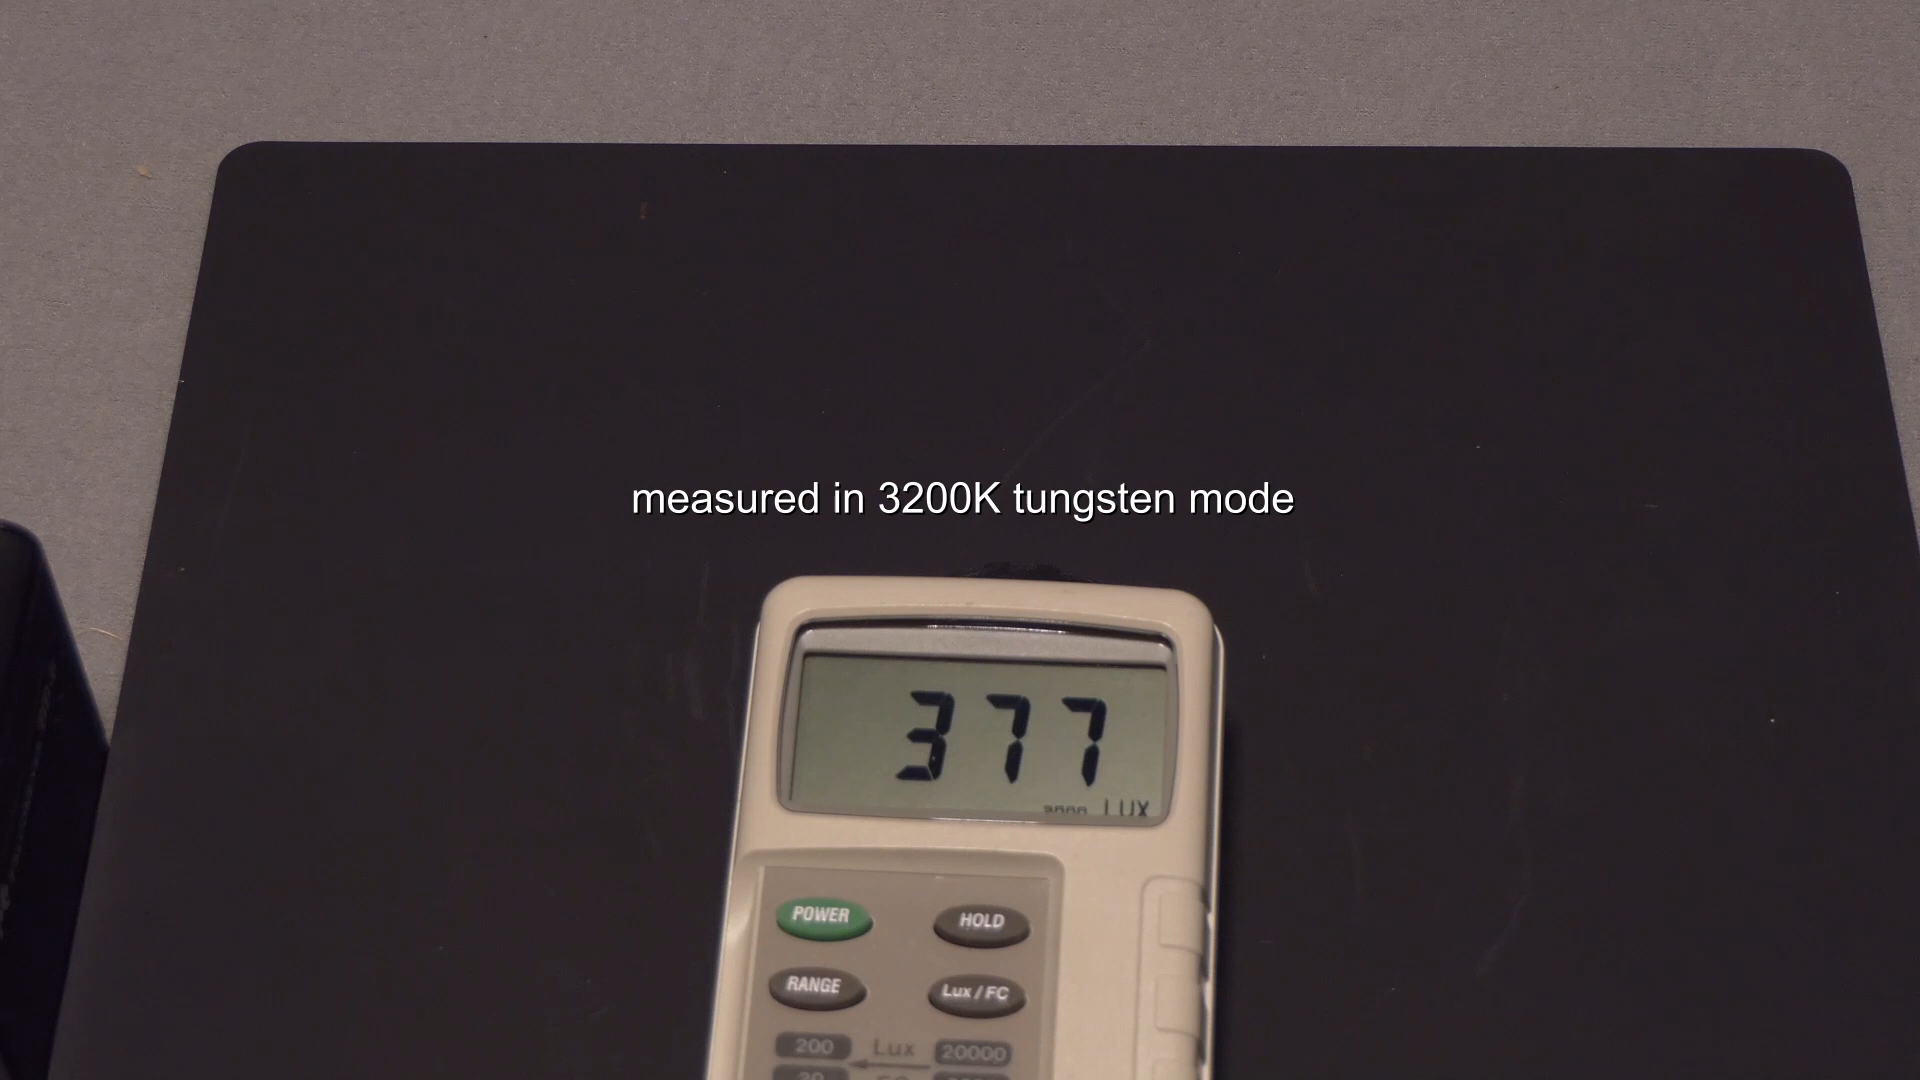 measured in 3200K tungsten mode
377
LUX
POWER HOLD
RANGE Lux / FC
200 Lux 20000